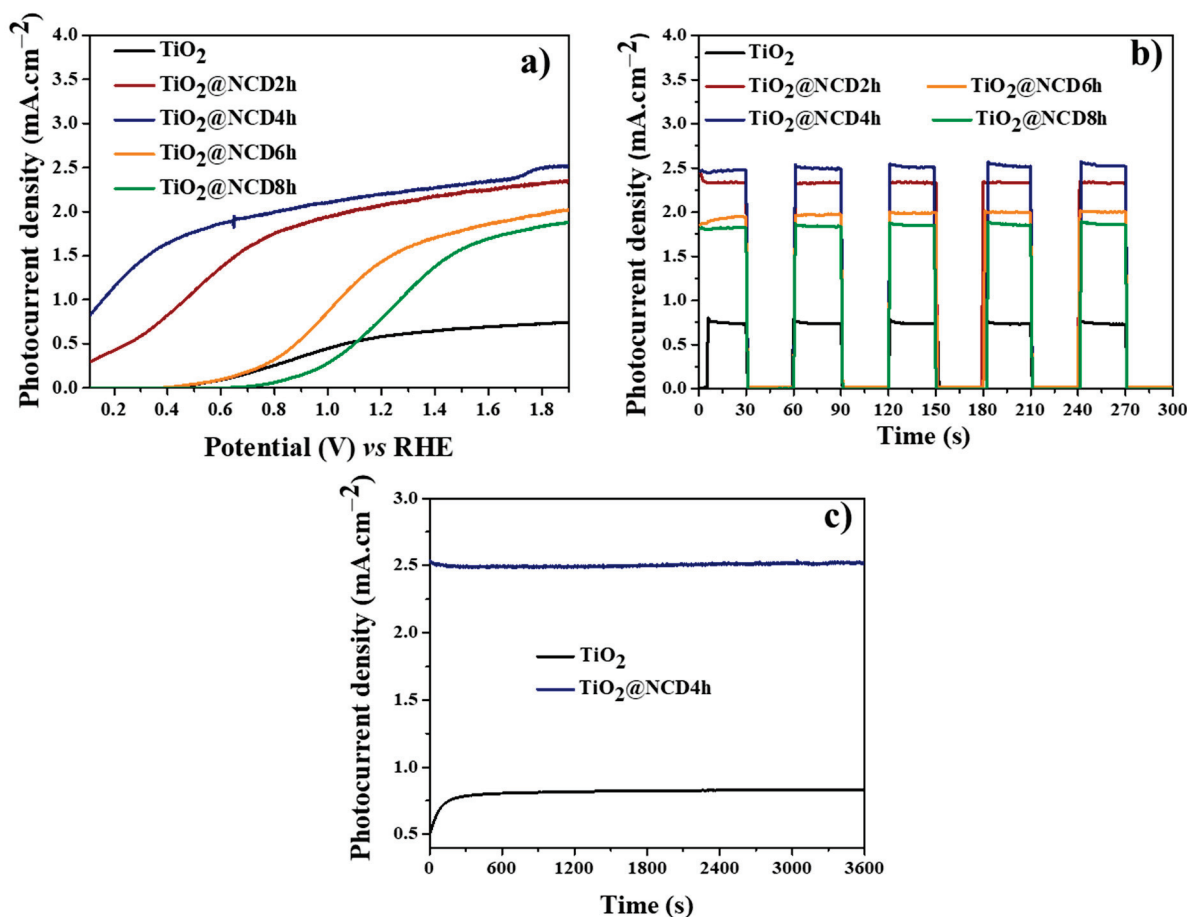 a)
TiO₂
TiO₂@NCD2h
TiO₂@NCD4h
TiO₂@NCD6h
TiO₂@NCD8h
Photocurrent density (mA.cm⁻²)
4.0
3.5
3.0
2.5
2.0
1.5
1.0
0.5
0.0
0.2 0.4 0.6 0.8 1.0 1.2 1.4 1.6 1.8
Potential (V) vs RHE
b)
TiO₂
TiO₂@NCD2h TiO₂@NCD6h
TiO₂@NCD4h TiO₂@NCD8h
Photocurrent density (mA.cm⁻²)
4.0
3.5
3.0
2.5
2.0
1.5
1.0
0.5
0.0
0 30 60 90 120 150 180 210 240 270 300
Time (s)
c)
TiO₂
TiO₂@NCD4h
Photocurrent density (mA.cm⁻²)
3.0
2.5
2.0
1.5
1.0
0.5
0 600 1200 1800 2400 3000 3600
Time (s)